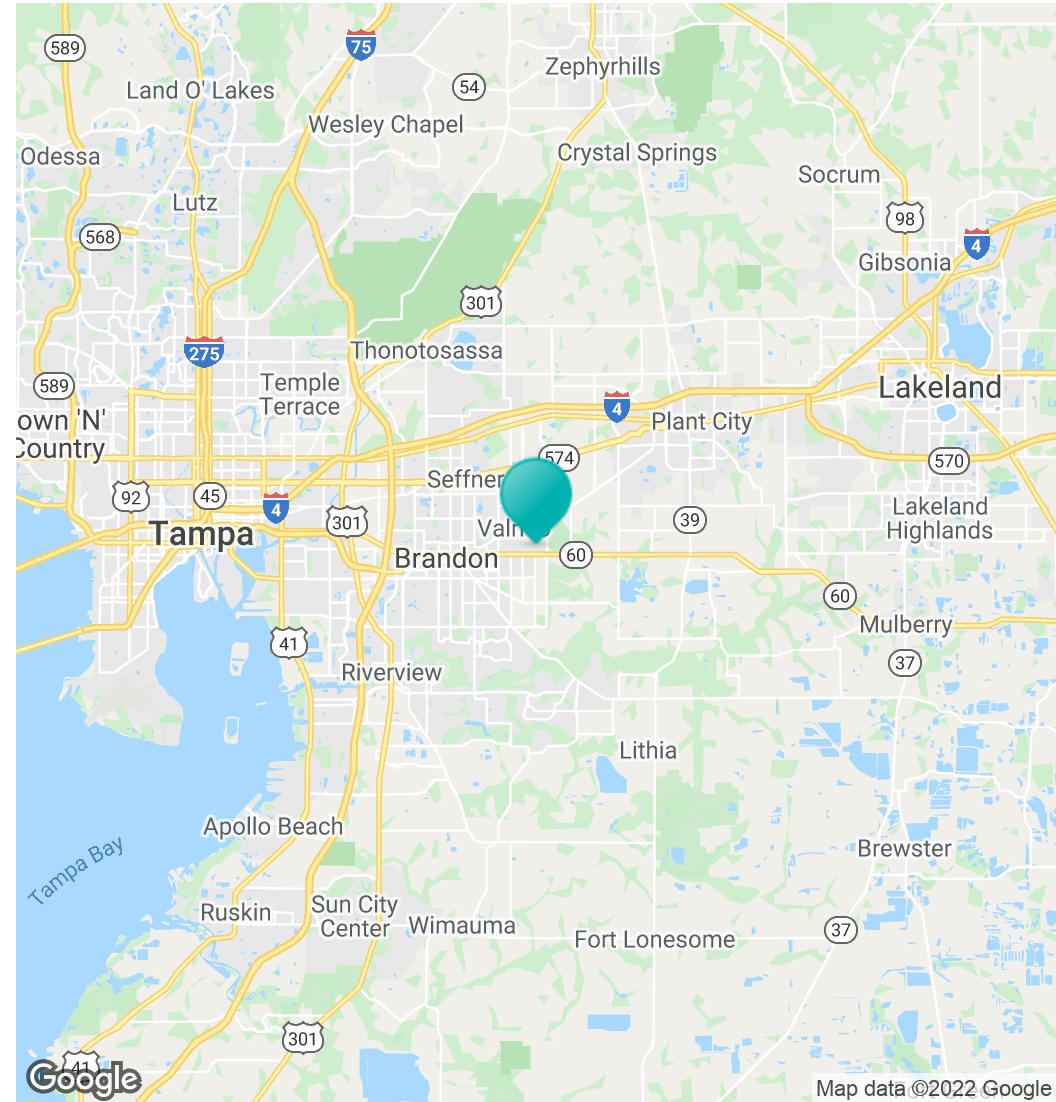 589
75
Zephyrhills
54
Land O' Lakes
Wesley Chapel
Odessa
Crystal Springs
Socrum
Lutz
98
568
4
Gibsonia
301
275
Thonotosassa
589
Temple
Terrace
Lakeland
4
own 'N'
Country
Plant City
574
570
Seffner
92
45
4
301
39
Lakeland
Highlands
Tampa
Brandon
60
60
Mulberry
41
37
Riverview
Lithia
Apollo Beach
Brewster
Tampa Bay
Ruskin
Sun City
Center
Wimauma
37
Fort Lonesome
301
41
Google
Map data ©2022 Google